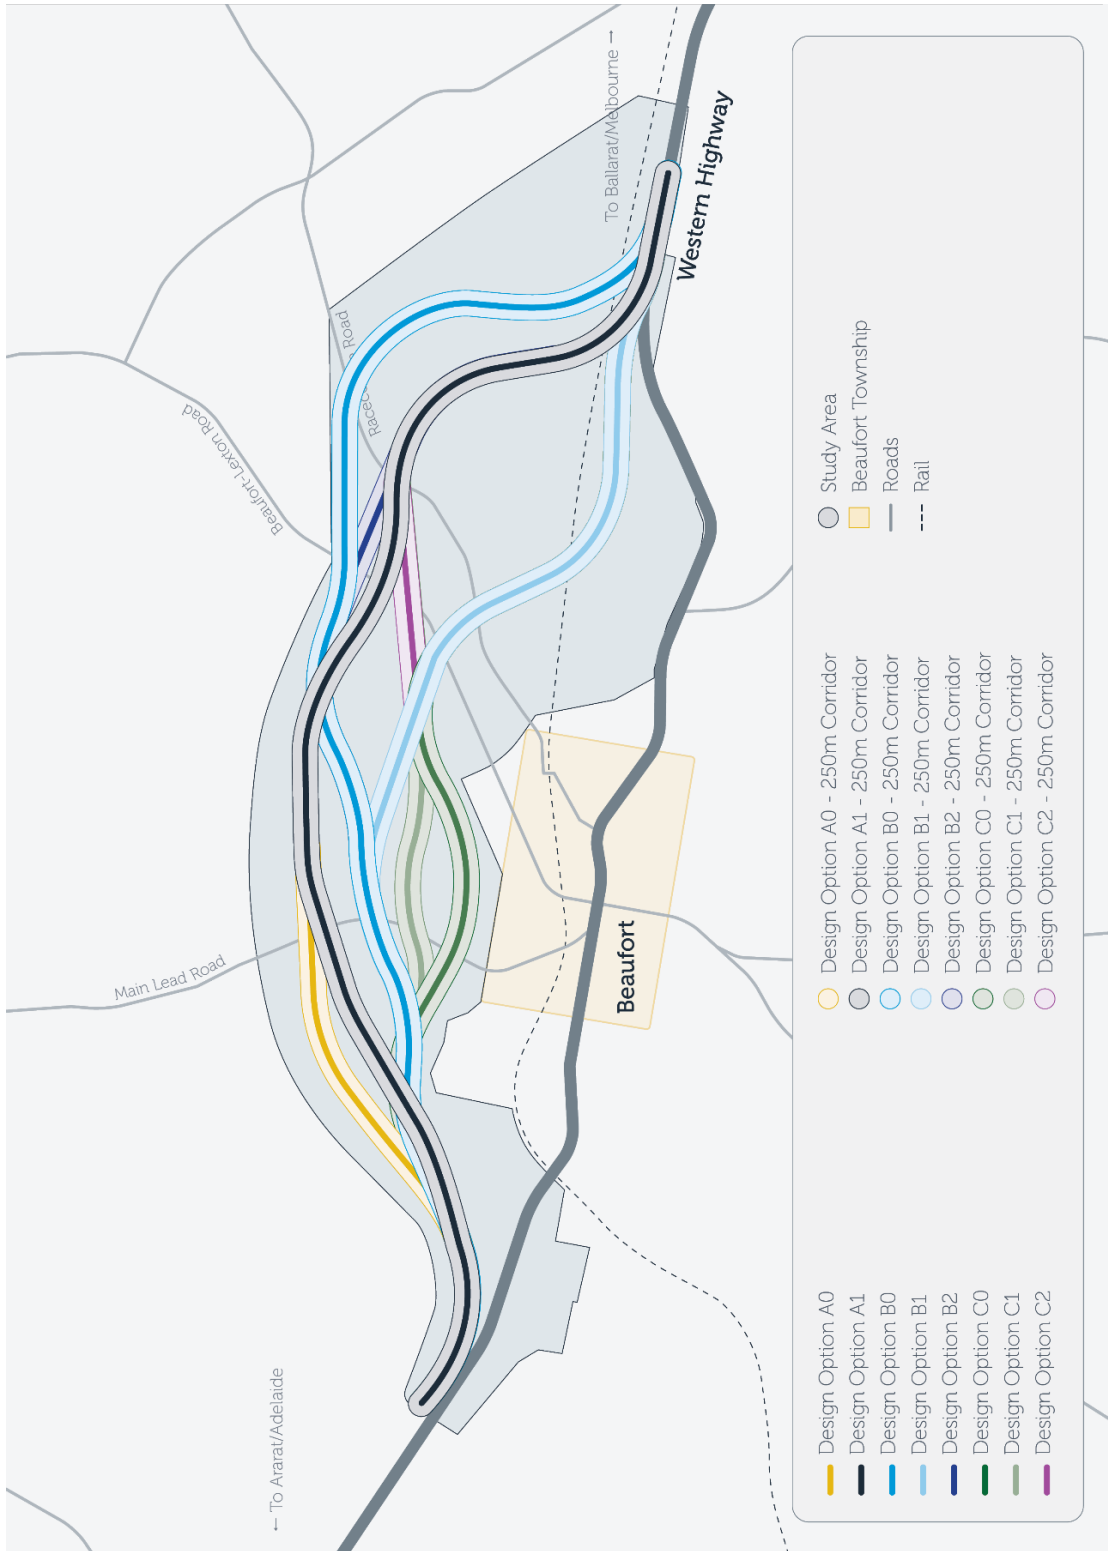 ← To Ararat/Adelaide
Main Lead Road
Beaufort-Lexton Road
Road
To Ballarat/Melbourne →
Western Highway
Beaufort
Design Option A0
Design Option A1
Design Option B0
Design Option B1
Design Option B2
Design Option C0
Design Option C1
Design Option C2
Design Option A0 - 250m Corridor
Design Option A1 - 250m Corridor
Design Option B0 - 250m Corridor
Design Option B1 - 250m Corridor
Design Option B2 - 250m Corridor
Design Option C0 - 250m Corridor
Design Option C1 - 250m Corridor
Design Option C2 - 250m Corridor
Study Area
Beaufort Township
Roads
Rail